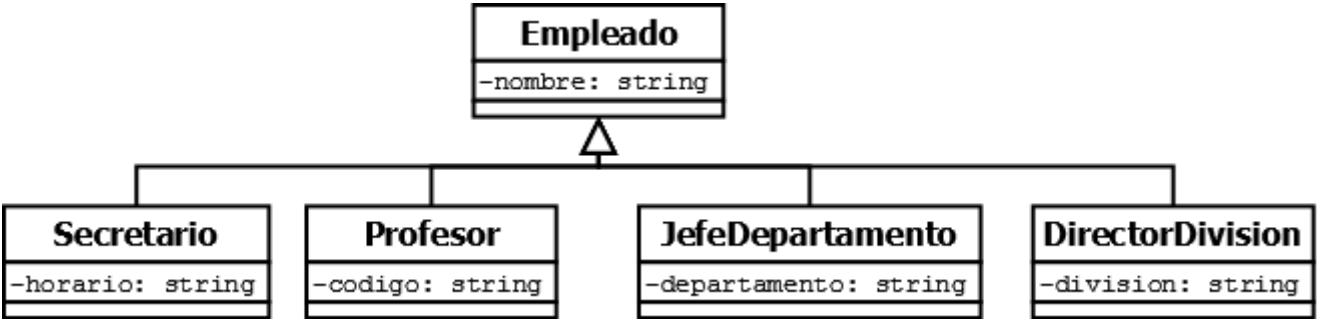 Empleado
-nombre: string
Secretario
-horario: string
Profesor
-codigo: string
JefeDepartamento
-departamento: string
DirectorDivision
-division: string